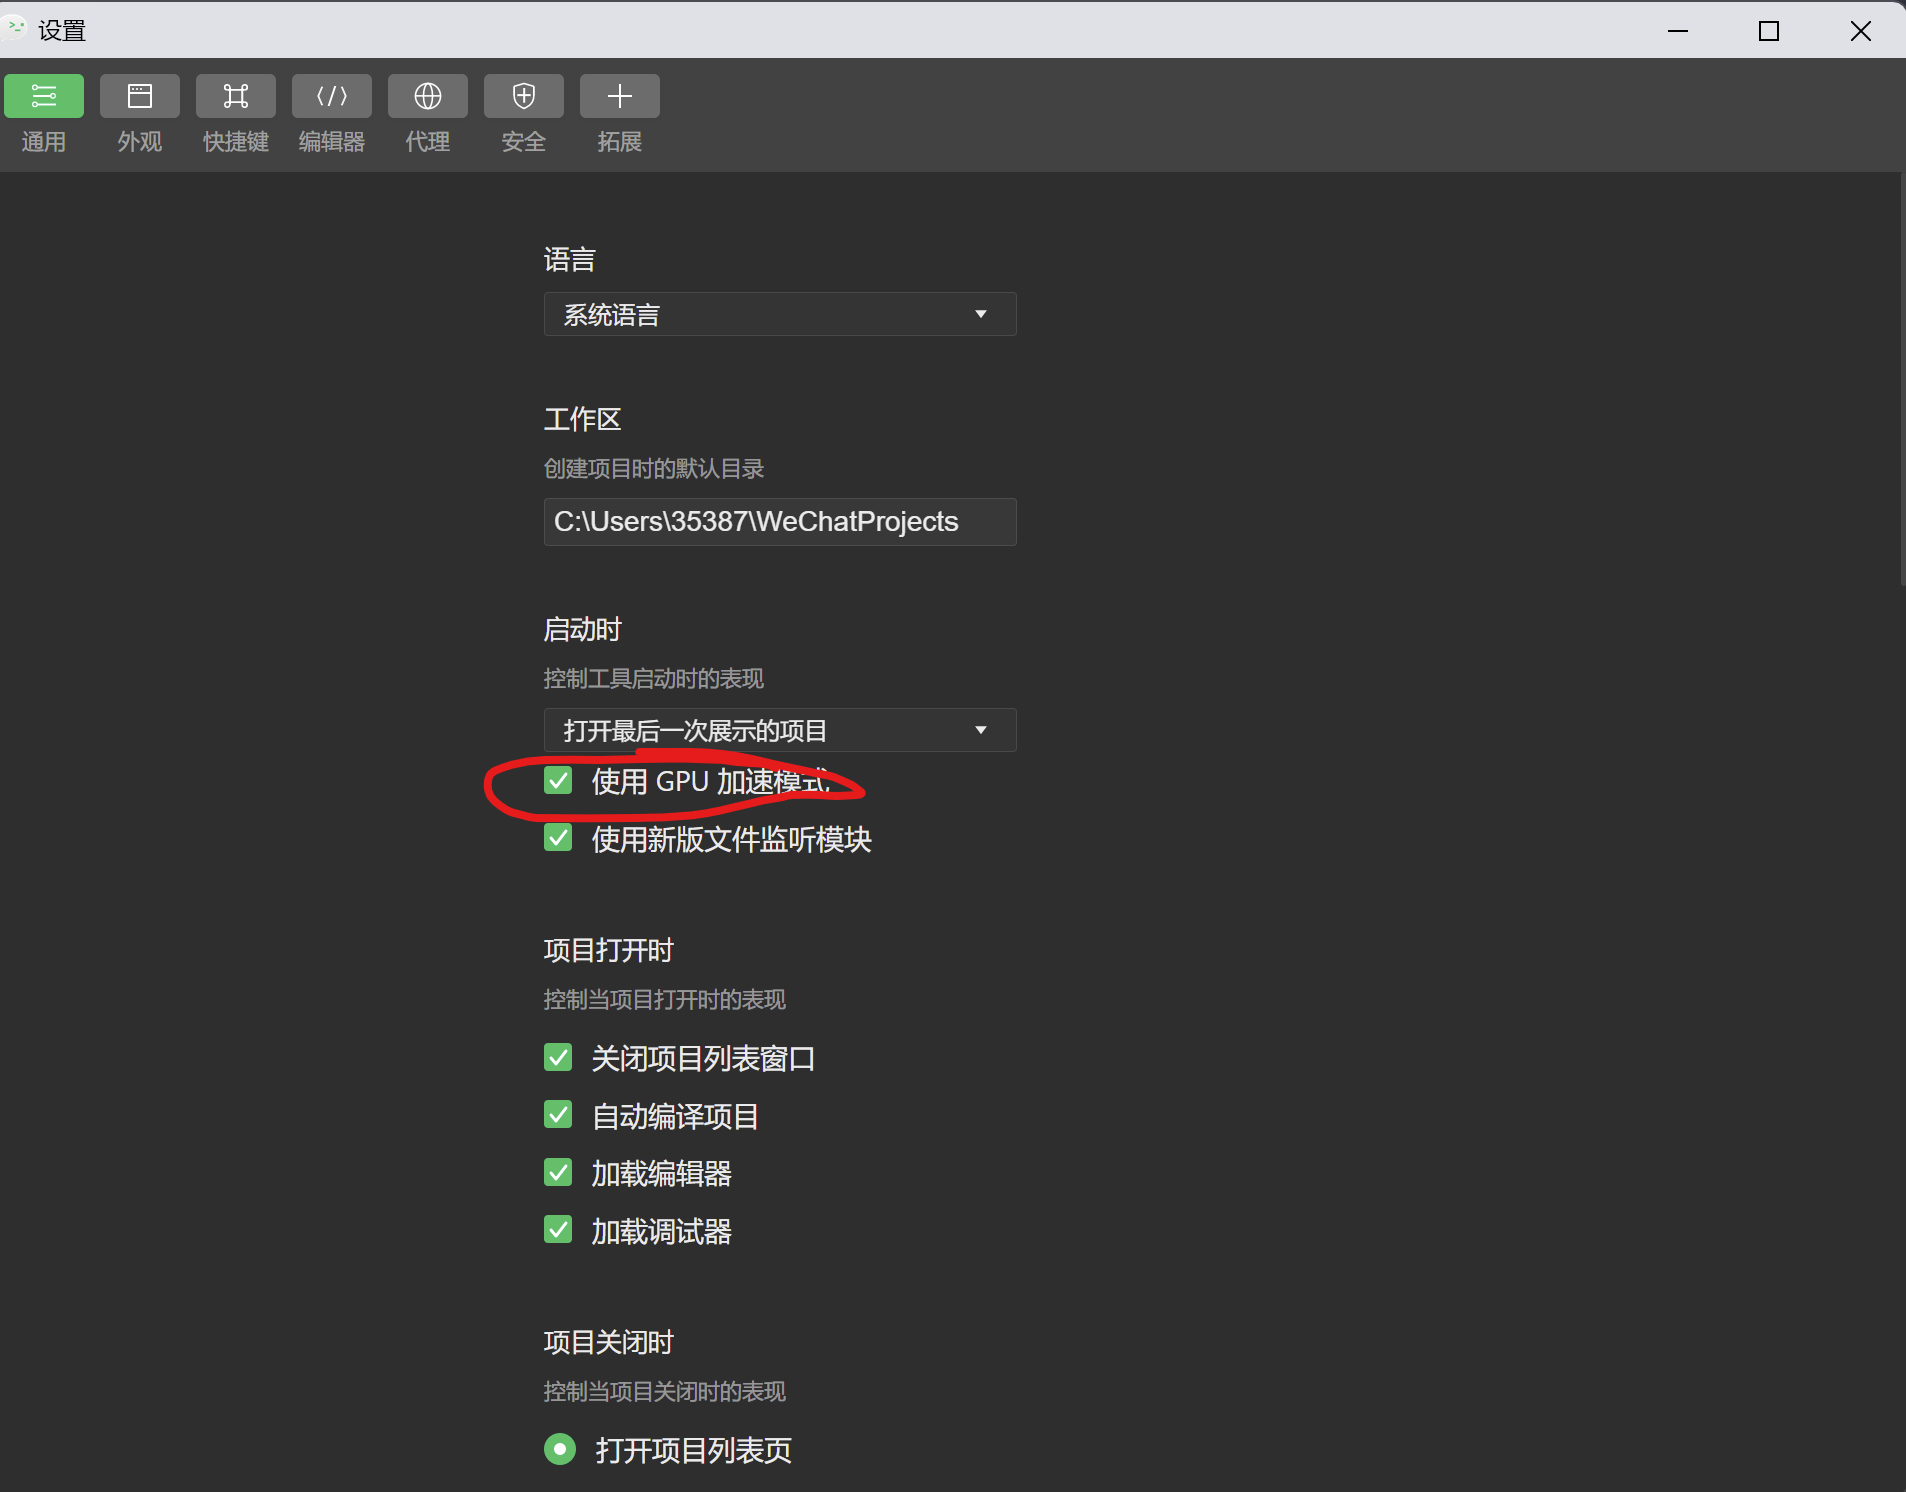 设置
通用
外观
快捷键
编辑器
代理
安全
拓展
语言
系统语言
工作区
创建项目时的默认目录
C:\Users\35387\WeChatProjects
启动时
控制工具启动时的表现
打开最后一次展示的项目
使用 GPU 加速模式
使用新版文件监听模块
项目打开时
控制当项目打开时的表现
关闭项目列表窗口
自动编译项目
加载编辑器
加载调试器
项目关闭时
控制当项目关闭时的表现
打开项目列表页